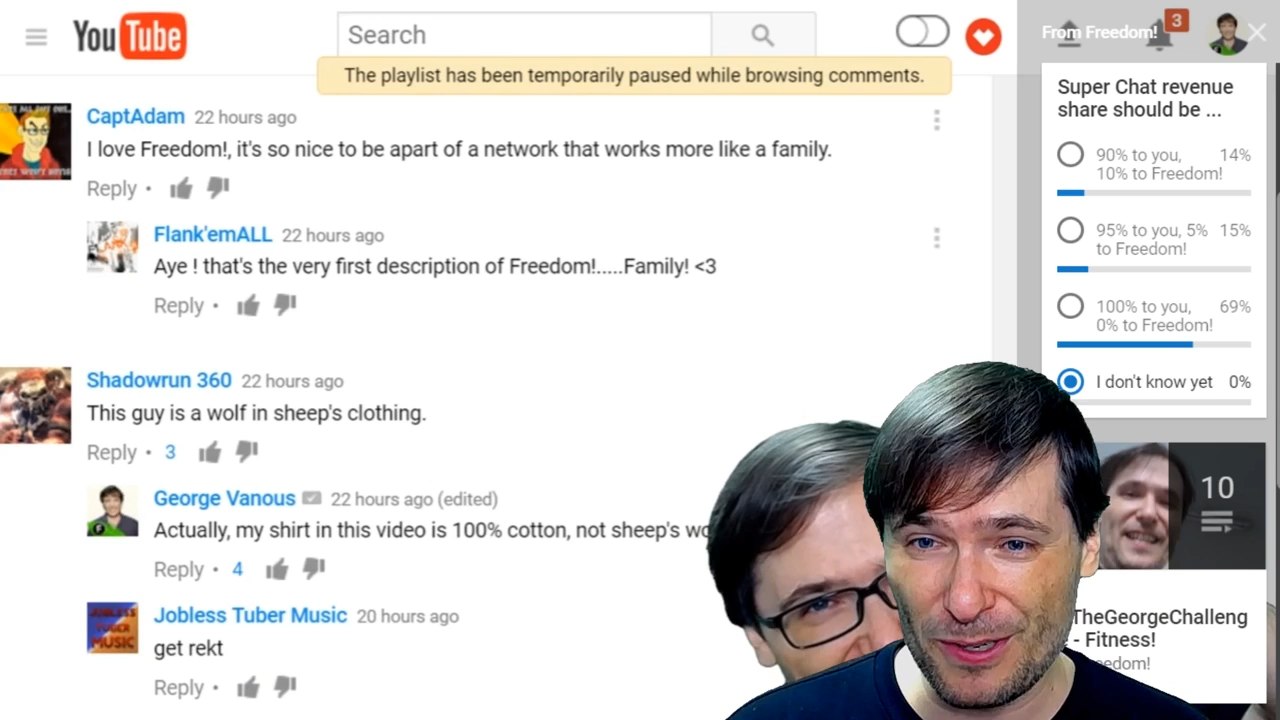 YouTube
Search
The playlist has been temporarily paused while browsing comments.
CaptAdam 22 hours ago
I love Freedom!, it's so nice to be apart of a network that works more like a family.
Reply •
Flank'emALL 22 hours ago
Aye ! that's the very first description of Freedom!.....Family! <3
Reply •
Shadowrun 360 22 hours ago
This guy is a wolf in sheep's clothing.
Reply • 3
George Vanous 22 hours ago (edited)
Actually, my shirt in this video is 100% cotton, not sheep's
Reply • 4
JOBLESS
TUBER
MUSIC
Jobless Tuber Music 20 hours ago
get rekt
Reply •
From Freedom!
3
Super Chat revenue
share should be ...
90% to you, 14%
10% to Freedom!
95% to you, 5% 15%
to Freedom!
100% to you, 69%
0% to Freedom!
I don't know yet 0%
10
TheGeorgeChalleng
- Fitness!